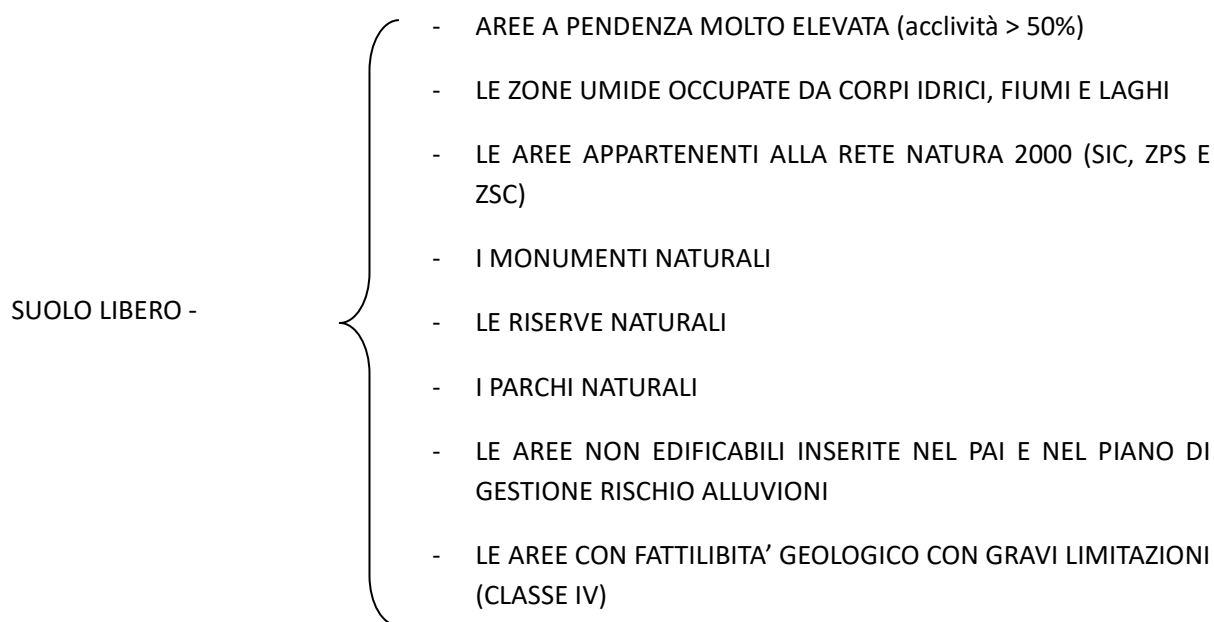 - AREE A PENDENZA MOLTO ELEVATA (acclività > 50%)
- LE ZONE UMIDE OCCUPATE DA CORPI IDRICI, FIUMI E LAGHI
- LE AREE APPARTENENTI ALLA RETE NATURA 2000 (SIC, ZPS E
ZSC)
- I MONUMENTI NATURALI
SUOLO LIBERO -
- LE RISERVE NATURALI
- I PARCHI NATURALI
- LE AREE NON EDIFICABILI INSERITE NEL PAI E NEL PIANO DI
GESTIONE RISCHIO ALLUVIONI
- LE AREE CON FATTILIBITA’ GEOLOGICO CON GRAVI LIMITAZIONI
(CLASSE IV)